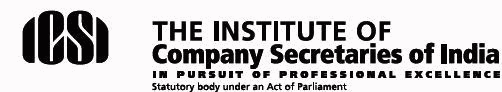 ICSI
THE INSTITUTE OF
Company Secretaries of India
IN PURSUIT OF PROFESSIONAL EXCELLENCE
Statutory body under an Act of Parliament